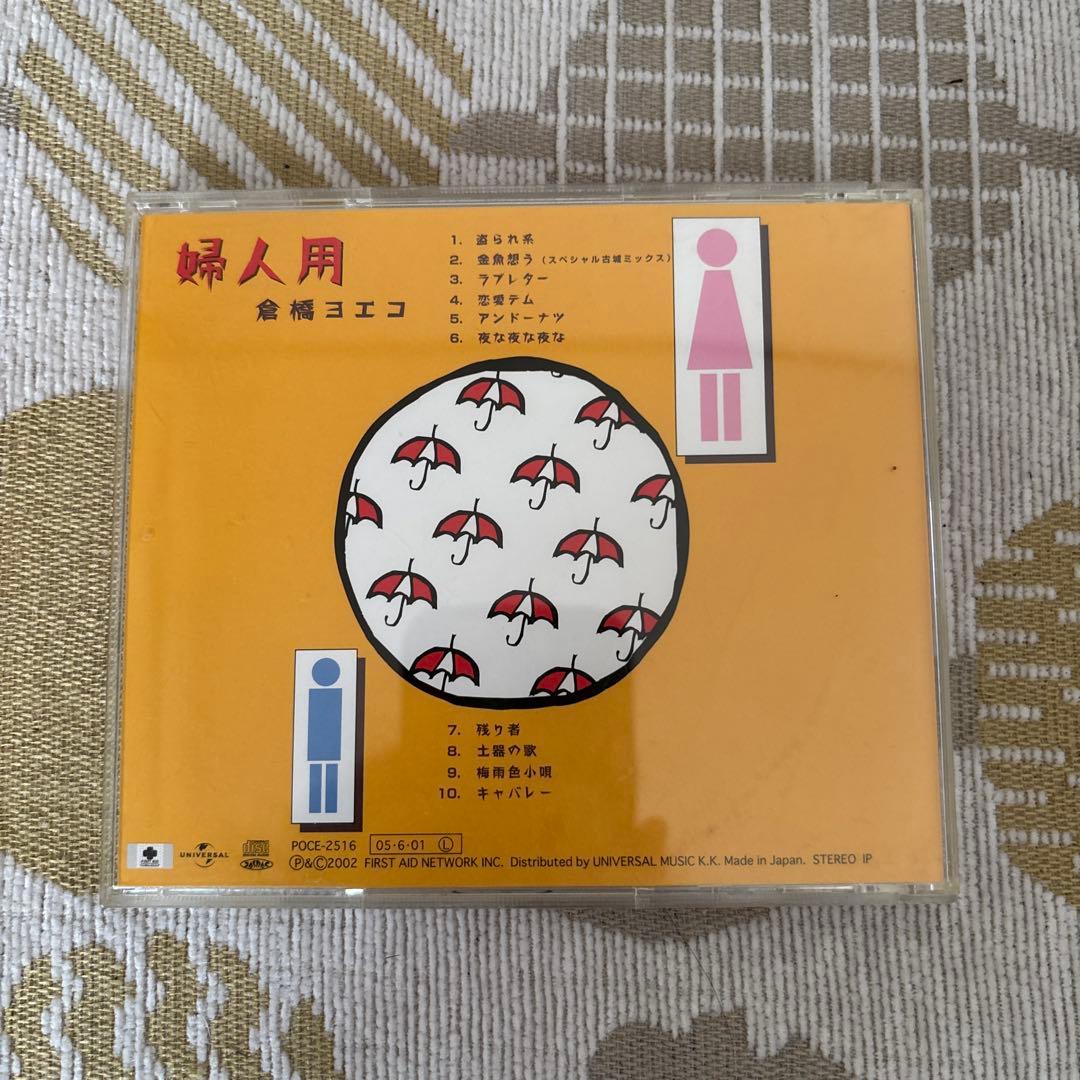 婦人用
倉橋ヨエコ
1. 盗られ系
2. 金魚想う (スペシャル古城ミックス)
3. ラブレター
4. 恋愛テム
5. アンドーナツ
6. 夜な夜な夜な
7. 残り者
8. 土器の歌
9. 梅雨色小唄
10. キャバレー
UNIVERSAL
POCE-2516 05・6・01 Ⓛ
Ⓟ&Ⓒ2002 FIRST AID NETWORK INC. Distributed by UNIVERSAL MUSIC K.K. Made in Japan. STEREO IP